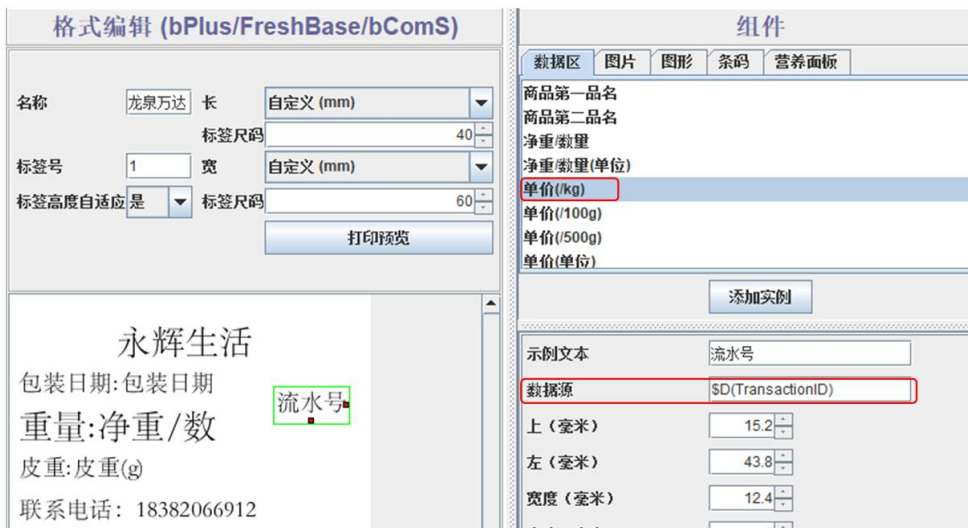 格式编辑 (bPlus/FreshBase/bComS)
名称 龙泉万达 长 自定义 (mm)
标签尺码 40
标签号 1 宽 自定义 (mm)
标签高度自适应 是 标签尺码 60
打印预览
永辉生活
包装日期:包装日期
流水号
重量:净重/数
皮重:皮重(g)
联系电话: 18382066912
组件
数据区 图片 图形 条码 营养面板
商品第一品名
商品第二品名
净重/数量
净重/数量(单位)
单价(/kg)
单价(/100g)
单价(/500g)
单价(单位)
添加实例
示例文本 流水号
数据源 $D(TransactionID)
上（毫米） 15.2
左（毫米） 43.8
宽度（毫米） 12.4